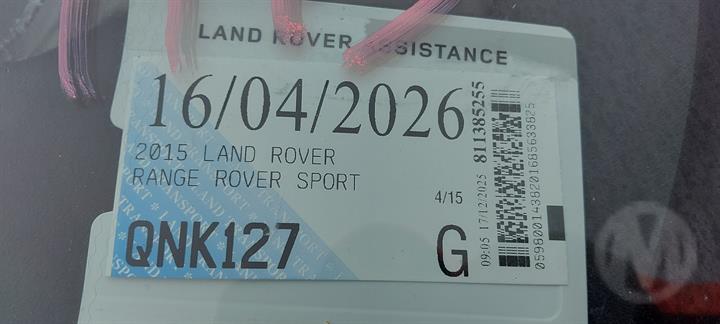 LAND ROVER ASSISTANCE
16/04/2026
2015 LAND ROVER
RANGE ROVER SPORT
4/15
QNK127
G
09:05 17/12/2025 811385255
0598001438201685633825